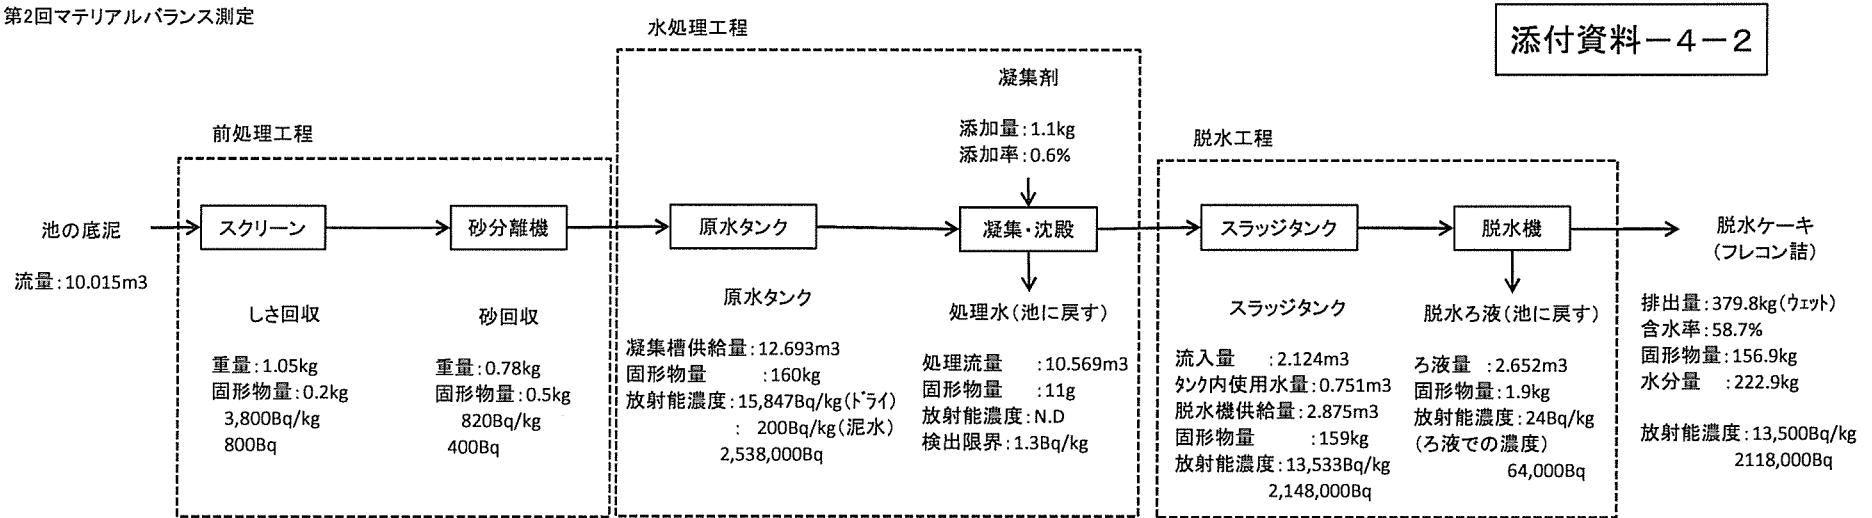 第2回マテリアルバランス測定
添付資料－4－2
水処理工程
凝集剤
添加量：1.1kg
添加率：0.6%
前処理工程
脱水工程
池の底泥
流量：10.015m3
スクリーン
砂分離機
原水タンク
凝集・沈殿
スラッジタンク
脱水機
脱水ケーキ
（フレコン詰）
しさ回収
重量：1.05kg
固形物量：0.2kg
3,800Bq/kg
800Bq
砂回収
重量：0.78kg
固形物量：0.5kg
820Bq/kg
400Bq
原水タンク
凝集槽供給量：12.693m3
固形物量　　　：160kg
放射能濃度：15,847Bq/kg(ﾄﾞﾗｲ)
：　200Bq/kg(泥水)
2,538,000Bq
処理水（池に戻す）
処理流量　：10.569m3
固形物量　：11g
放射能濃度：N.D
検出限界：1.3Bq/kg
スラッジタンク
流入量　　：2.124m3
ﾀﾝｸ内使用水量：0.751m3
脱水機供給量：2.875m3
固形物量　　　：159kg
放射能濃度：13,533Bq/kg
2,148,000Bq
脱水ろ液（池に戻す）
ろ液量　：2.652m3
固形物量：1.9kg
放射能濃度：24Bq/kg
（ろ液での濃度）
64,000Bq
排出量：379.8kg(ｳｪｯﾄ)
含水率：58.7%
固形物量：156.9kg
水分量　：222.9kg
放射能濃度：13,500Bq/kg
2118,000Bq